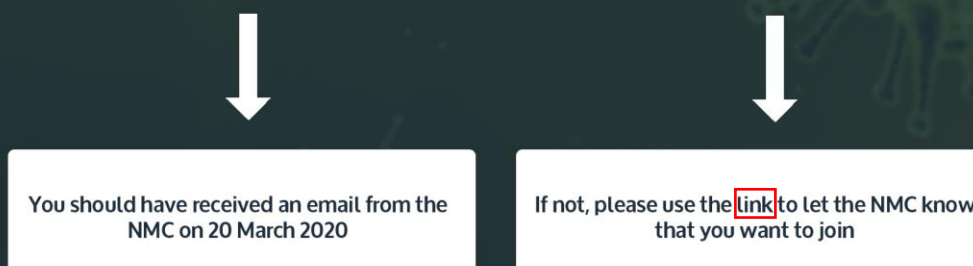 You should have received an email from the
NMC on 20 March 2020
If not, please use the link to let the NMC know
that you want to join